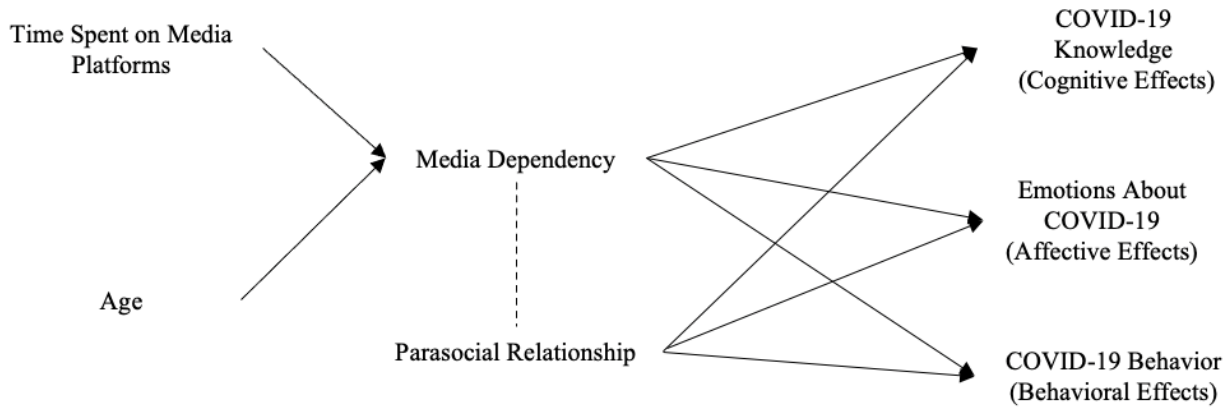 Time Spent on Media
Platforms
Age
Media Dependency
Parasocial Relationship
COVID-19
Knowledge
(Cognitive Effects)
Emotions About
COVID-19
(Affective Effects)
COVID-19 Behavior
(Behavioral Effects)